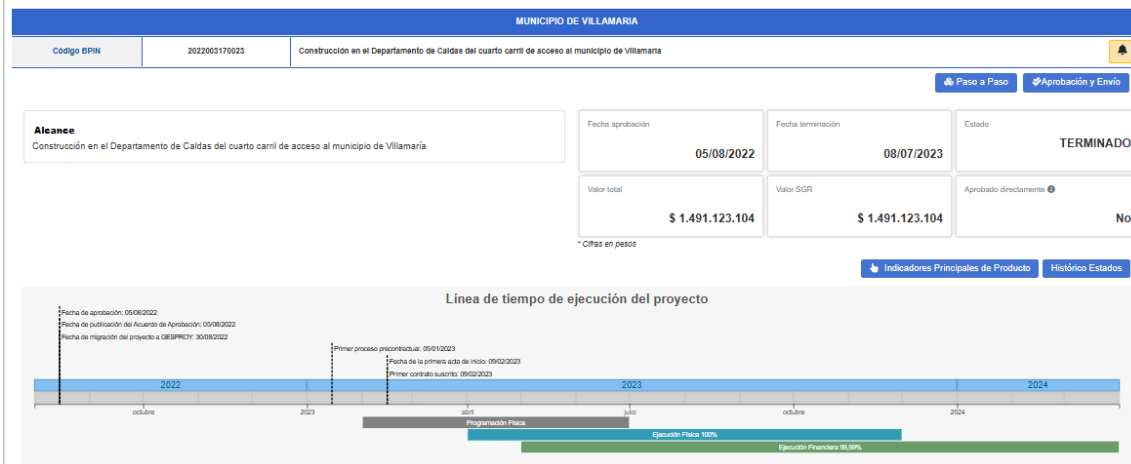 MUNICIPIO DE VILLAMARIA
Código BPIN 2022003170023 Construcción en el Departamento de Caldas del cuarto carril de acceso al municipio de Villamaría
Paso a Paso Aprobación y Envío
Alcance
Construcción en el Departamento de Caldas del cuarto carril de acceso al municipio de Villamaría
Fecha aprobación Fecha terminación Estado
05/08/2022 08/07/2023 TERMINADO
Valor total Valor SGR Aprobado directamente
$ 1.491.123.104 $ 1.491.123.104 No
* Cifras en pesos
Indicadores Principales de Producto Histórico Estados
Línea de tiempo de ejecución del proyecto
Fecha de aprobación: 05/08/2022
Fecha de publicación del Acuerdo de Aprobación: 05/08/2022
Fecha de migración del proyecto a GESPROY: 30/08/2022
Primer proceso precontractual: 05/01/2023
Fecha de la primera acta de inicio: 09/02/2023
Primer contrato suscrito: 09/02/2023
2022 2023 2024
octubre 2023 abril julio octubre 2024
Programación Física
Ejecución Física 100%
Ejecución Financiera 99,99%